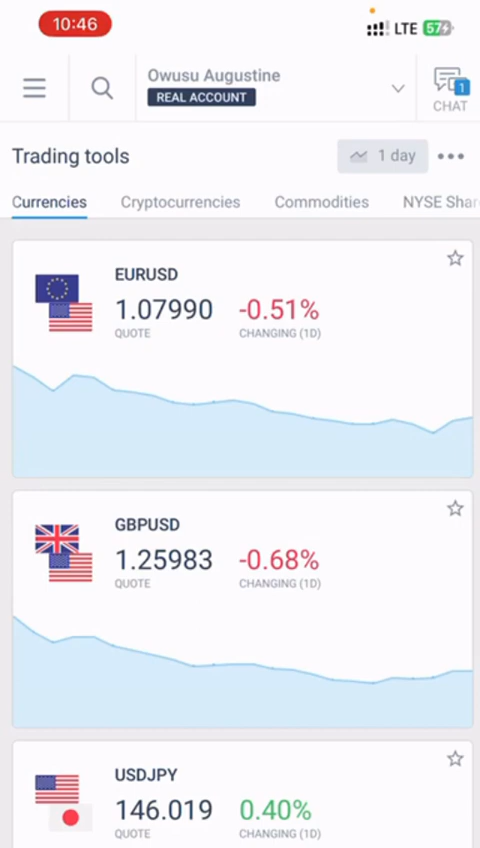 10:46
LTE 57
Owusu Augustine
REAL ACCOUNT
1
CHAT
Trading tools
1 day
Currencies Cryptocurrencies Commodities NYSE Shar
EURUSD
1.07990 -0.51%
QUOTE CHANGING (1D)
GBPUSD
1.25983 -0.68%
QUOTE CHANGING (1D)
USDJPY
146.019 0.40%
QUOTE CHANGING (1D)